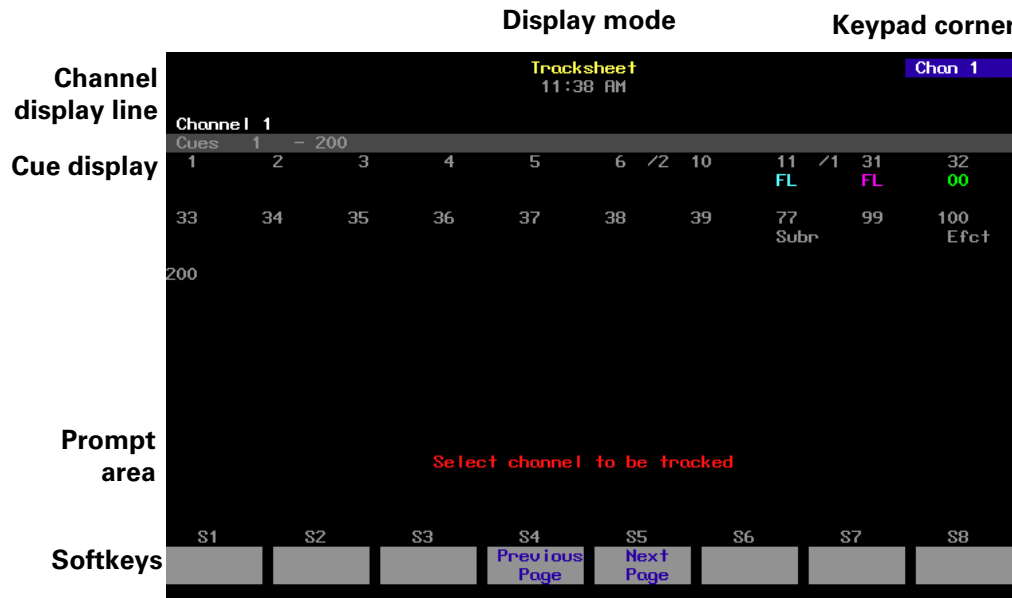 Display mode
Keypad corner
Channel
display line
Tracksheet
11:38 AM
Chan 1
Channel 1
Cues 1 - 200
Cue display
1 2 3 4 5 6 /2 10 11 /1 31 32
FL FL 00
33 34 35 36 37 38 39 77 99 100
Subr Efct
200
Prompt
area
Select channel to be tracked
S1 S2 S3 S4 S5 S6 S7 S8
Softkeys
Previous
Page
Next
Page